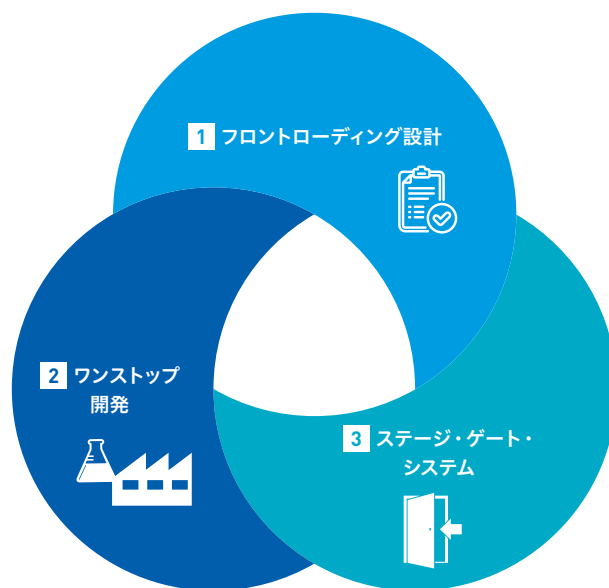 1 フロントローディング設計
2 ワンストップ
開発
3 ステージ・ゲート・
システム